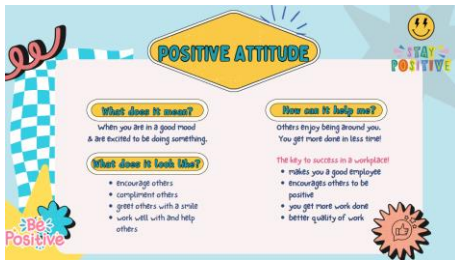 POSITIVE ATTITUDE
STAY
POSITIVE
What does it mean?
When you are in a good mood
& are excited to be doing something.
What does it look like?
• encourage others
• compliment others
• greet others with a smile
• work well with and help
others
How can it help me?
Others enjoy being around you.
You get more done in less time!
The key to success in a workplace!
• makes you a good employee
• encourages others to be
positive
• you get more work done
• better quality of work
Be
Positive